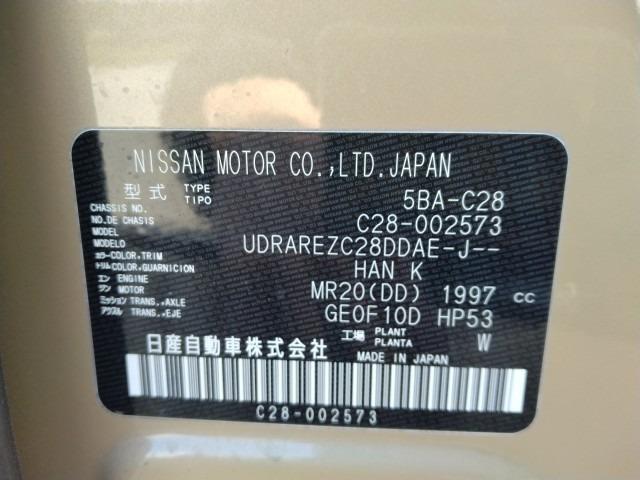 NISSAN MOTOR CO.,LTD.JAPAN
型式 TYPE TIPO 5BA-C28
CHASSIS NO. NO.DE CHASIS C28-002573
MODEL MODELO UDRAREZC28DDAE-J--
カラー COLOR,TRIM トリム COLOR,GUARNICION HAN K
エン ENGINE ジン MOTOR MR20(DD) 1997 CC
ミッション TRANS.,AXLE アクスル TRANS.,EJE GE0F10D HP53
日産自動車株式会社 工場 PLANT PLANTA W
MADE IN JAPAN
C28-002573